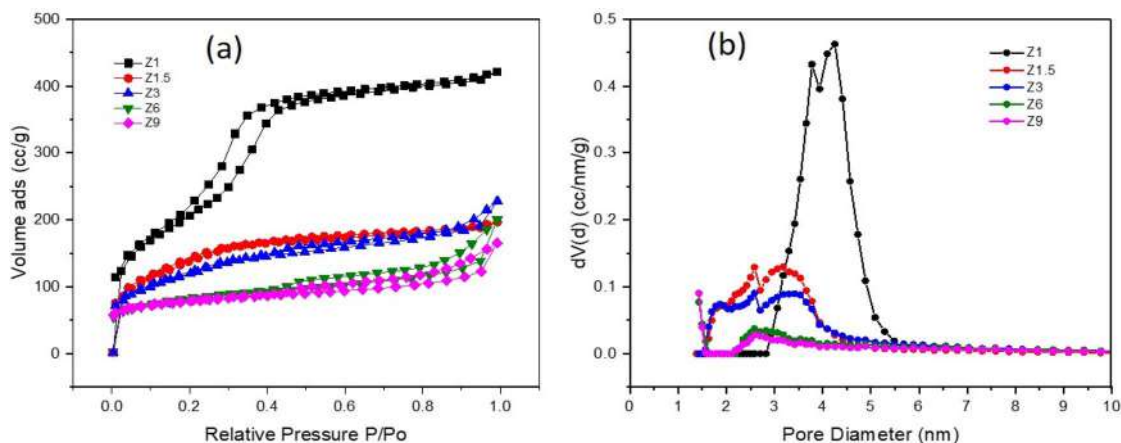 (a)
500
400
300
200
100
0
Volume ads (cc/g)
Z1
Z1.5
Z3
Z6
Z9
0.0 0.2 0.4 0.6 0.8 1.0
Relative Pressure P/Po
(b)
0.5
0.4
0.3
0.2
0.1
0.0
dV(d) (cc/nm/g)
Z1
Z1.5
Z3
Z6
Z9
0 1 2 3 4 5 6 7 8 9 10
Pore Diameter (nm)